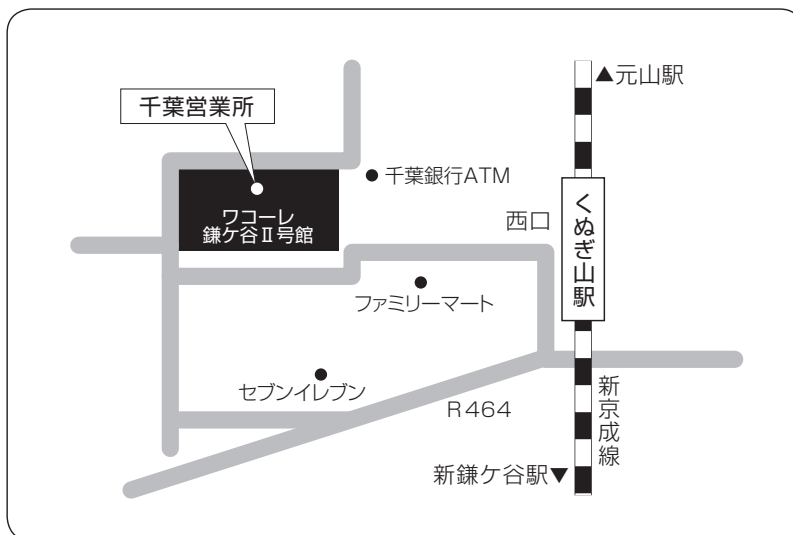 ▲元山駅
千葉営業所
千葉銀行ATM
ワコーレ
鎌ケ谷Ⅱ号館
西口
くぬぎ山駅
ファミリーマート
セブンイレブン
R464
新京成線
新鎌ケ谷駅▼